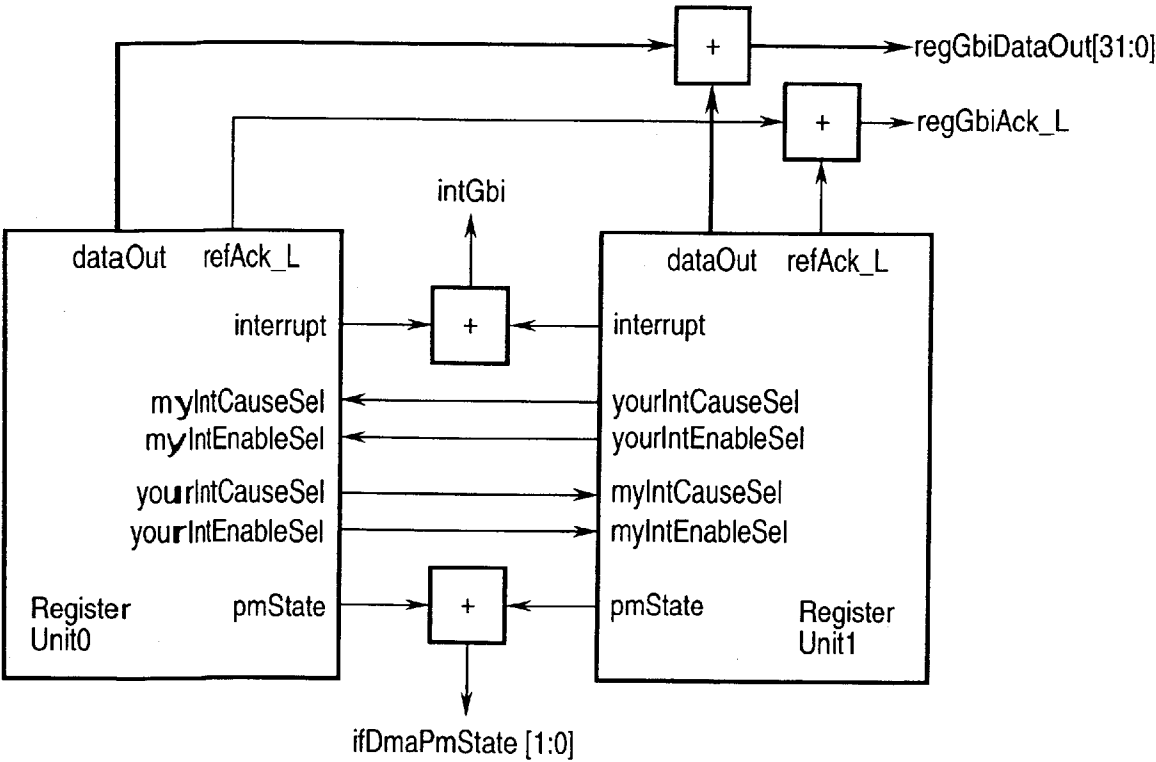 +
regGbiDataOut[31:0]
+
regGbiAck_L
intGbi
dataOut
refAck_L
dataOut
refAck_L
interrupt
+
interrupt
myIntCauseSel
yourIntCauseSel
myIntEnableSel
yourIntEnableSel
yourIntCauseSel
myIntCauseSel
yourIntEnableSel
myIntEnableSel
pmState
+
pmState
Register
Unit0
Register
Unit1
ifDmaPmState [1:0]